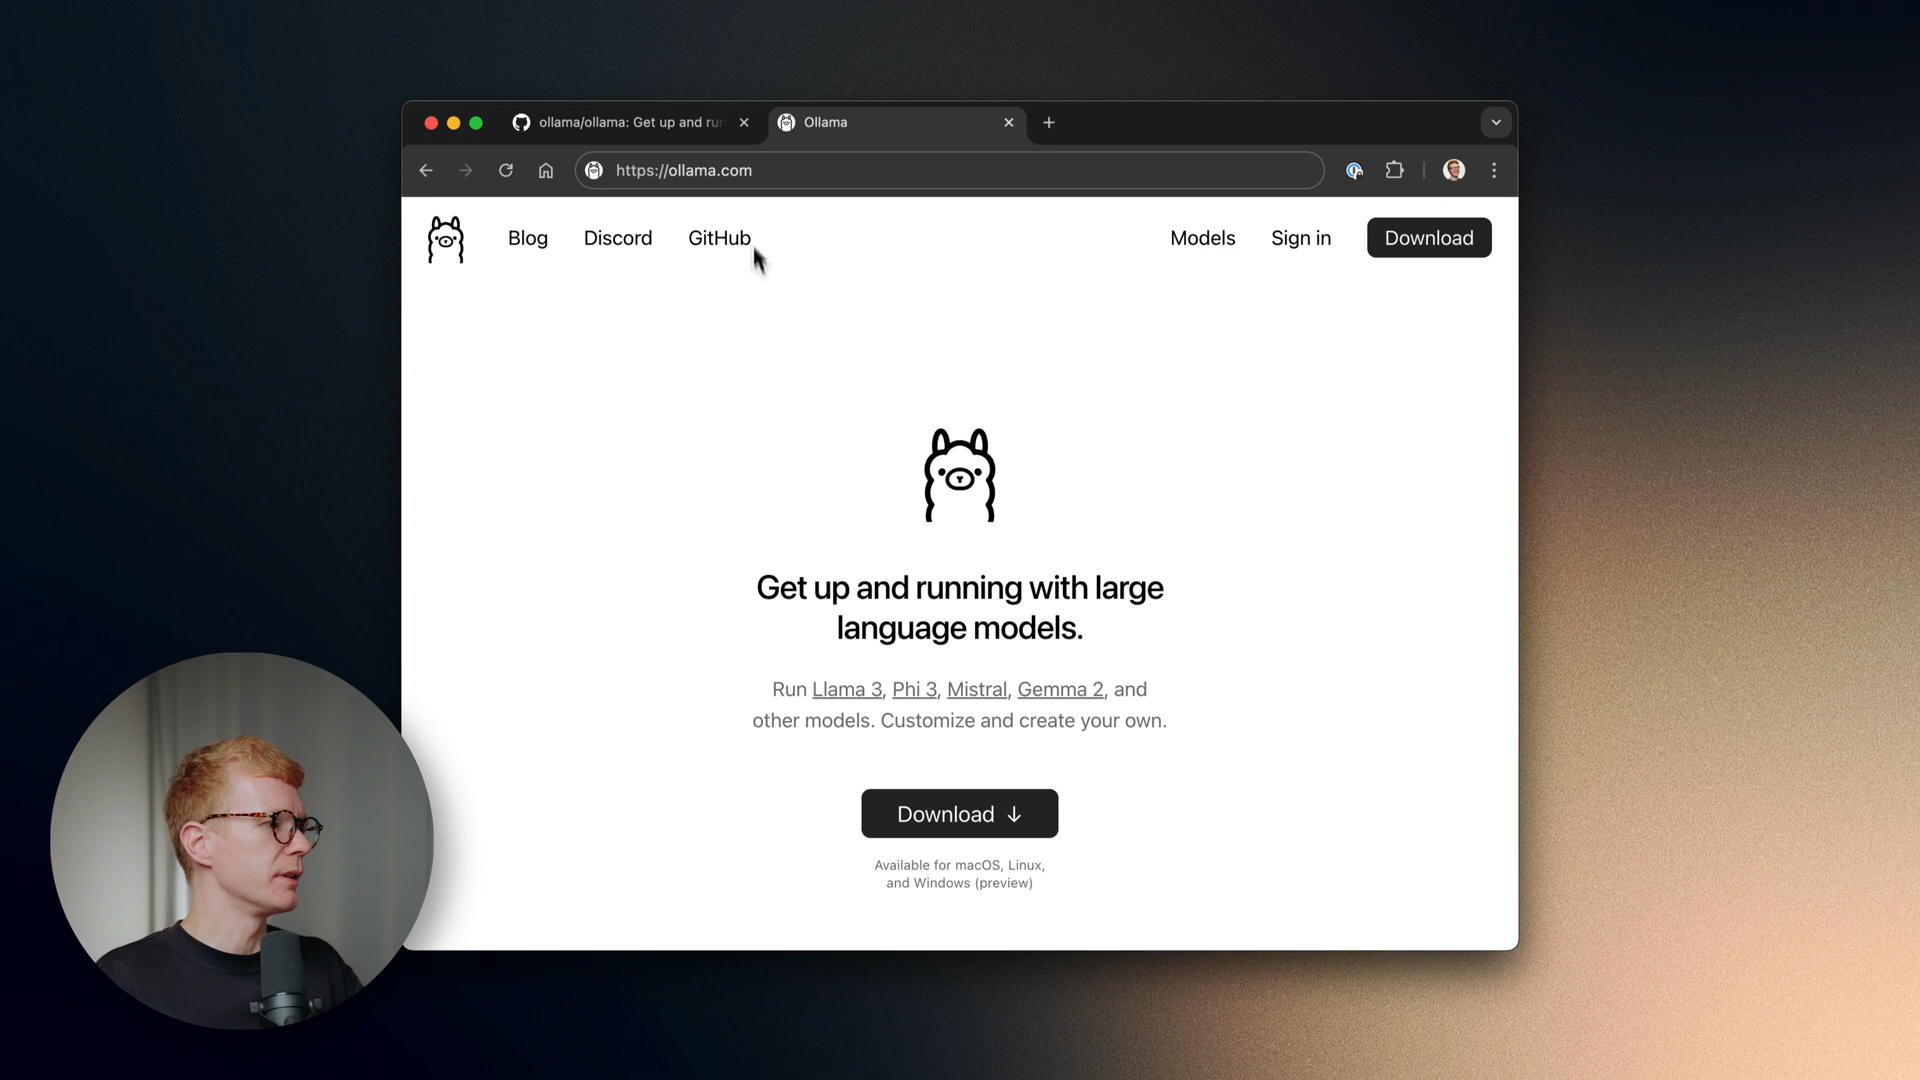 ollama/ollama: Get up and ru
Ollama
https://ollama.com
Blog
Discord
GitHub
Models
Sign in
Download
Get up and running with large
language models.
Run Llama 3, Phi 3, Mistral, Gemma 2, and
other models. Customize and create your own.
Download ↓
Available for macOS, Linux,
and Windows (preview)